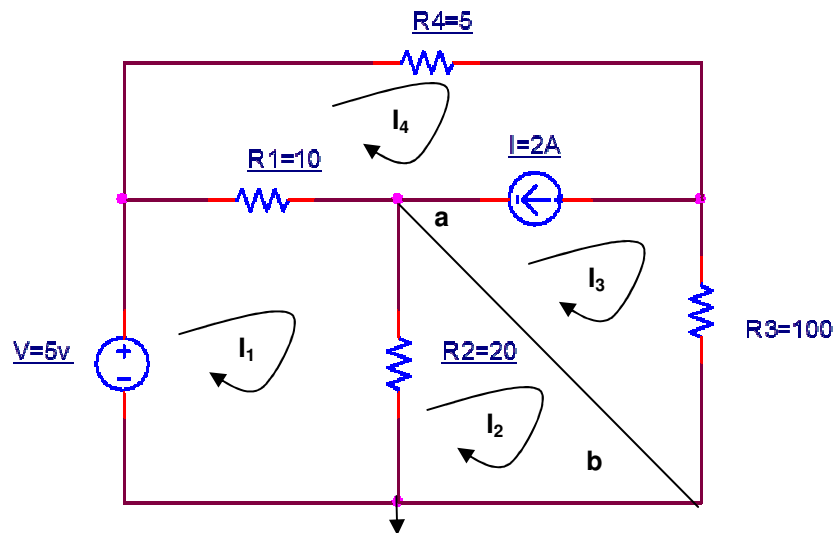 R4=5
I₄
R1=10
I=2A
a
I₃
V=5v
I₁
R2=20
R3=100
I₂
b